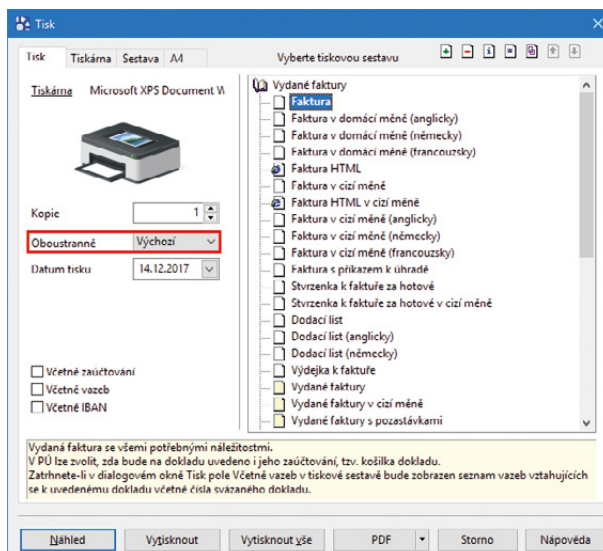 Tisk
Tisk Tiskárna Sestava A4
Vyberte tiskovou sestavu
Tiskárna Microsoft XPS Document W
Kopie 1
Oboustranně Výchozí
Datum tisku 14.12.2017
Včetně zaúčtování
Včetně vazeb
Včetně IBAN
Vydané faktury
Faktura
Faktura v domácí měně (anglicky)
Faktura v domácí měně (německy)
Faktura v domácí měně (francouzsky)
Faktura HTML
Faktura v cizí měně
Faktura HTML v cizí měně
Faktura v cizí měně (anglicky)
Faktura v cizí měně (německy)
Faktura v cizí měně (francouzsky)
Faktura s příkazem k úhradě
Stvrzenka k faktuře za hotové
Stvrzenka k faktuře za hotové v cizí měně
Dodací list
Dodací list (anglicky)
Dodací list (německy)
Výdejka k faktuře
Vydané faktury
Vydané faktury v cizí měně
Vydané faktury s pozastávkami
Vydaná faktura se všemi potřebnými náležitostmi.
V PÚ lze zvolit, zda bude na dokladu uvedeno i jeho zaúčtování, tzv. košilka dokladu.
Zatrhnete-li v dialogovém okně Tisk pole Včetně vazeb v tiskové sestavě bude zobrazen seznam vazeb vztahujících
se k uvedenému dokladu včetně čísla svázaného dokladu.
Náhled Vytisknout Vytisknout vše PDF Storno Nápověda